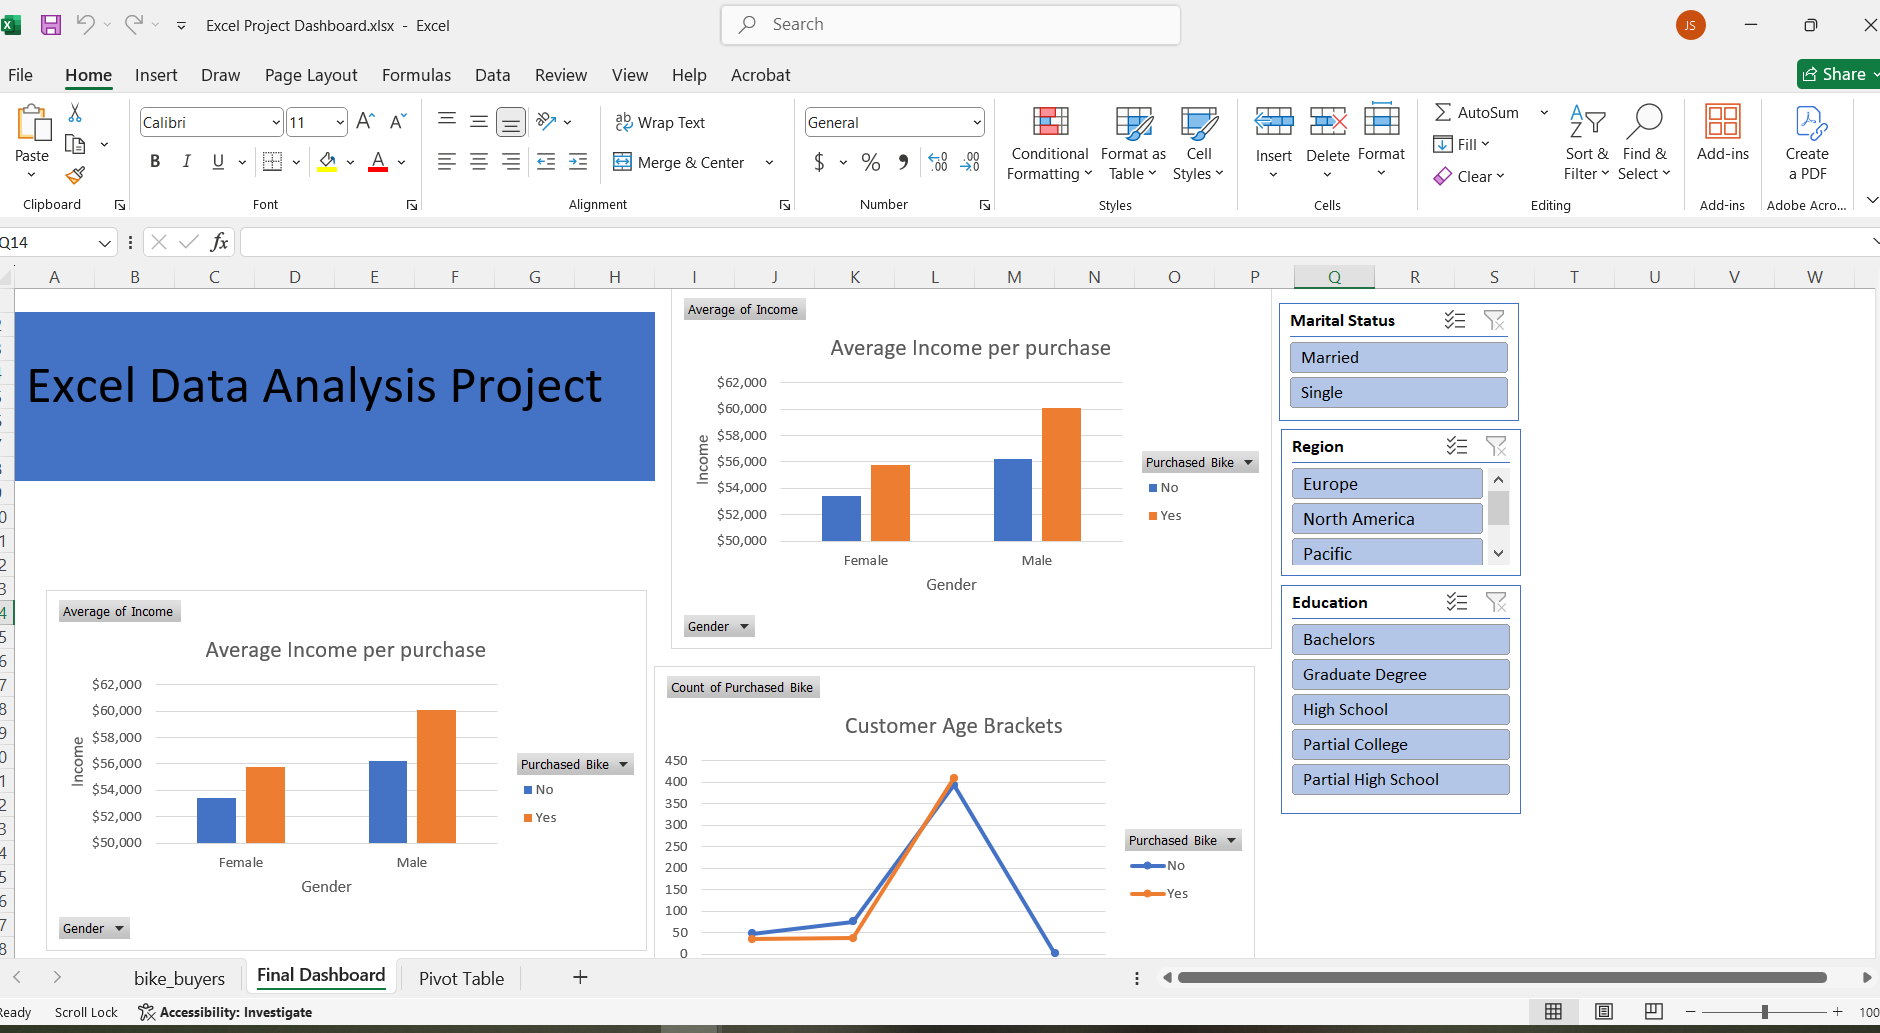 Excel Project Dashboard.xlsx - Excel
Search
JS
File Home Insert Draw Page Layout Formulas Data Review View Help Acrobat
Share
Paste
Clipboard
Calibri 11
B I U
Font
Wrap Text
Merge & Center
Alignment
General
$ % .00
Number
Conditional Formatting
Format as Table
Cell Styles
Styles
Insert Delete Format
Cells
AutoSum
Fill
Clear
Sort & Filter
Find & Select
Editing
Add-ins
Add-ins
Create a PDF
Adobe Acro...
Q14
fx
A B C D E F G H I J K L M N O P Q R S T U V W
Excel Data Analysis Project
Average of Income
Average Income per purchase
$62,000
$60,000
$58,000
$56,000
$54,000
$52,000
$50,000
Income
Female Male
Gender
Purchased Bike
No
Yes
Gender
Marital Status
Married
Single
Region
Europe
North America
Pacific
Education
Bachelors
Graduate Degree
High School
Partial College
Partial High School
Average of Income
Average Income per purchase
$62,000
$60,000
$58,000
$56,000
$54,000
$52,000
$50,000
Income
Female Male
Gender
Purchased Bike
No
Yes
Gender
Count of Purchased Bike
Customer Age Brackets
450
400
350
300
250
200
150
100
50
0
Purchased Bike
No
Yes
bike_buyers Final Dashboard Pivot Table
Scroll Lock
Accessibility: Investigate
100